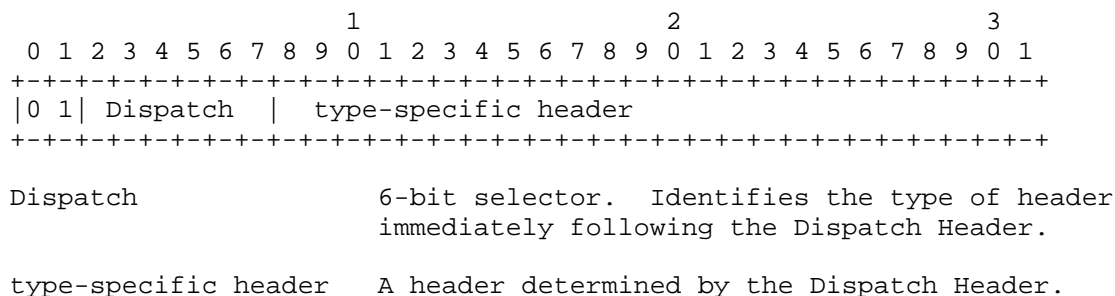 1                   2                   3
 0 1 2 3 4 5 6 7 8 9 0 1 2 3 4 5 6 7 8 9 0 1 2 3 4 5 6 7 8 9 0 1
+-+-+-+-+-+-+-+-+-+-+-+-+-+-+-+-+-+-+-+-+-+-+-+-+-+-+-+-+-+-+-+-+
|0 1| Dispatch  |  type-specific header
+-+-+-+-+-+-+-+-+-+-+-+-+-+-+-+-+-+-+-+-+-+-+-+-+-+-+-+-+-+-+-+-+
Dispatch               6-bit selector.  Identifies the type of header
                       immediately following the Dispatch Header.
type-specific header   A header determined by the Dispatch Header.